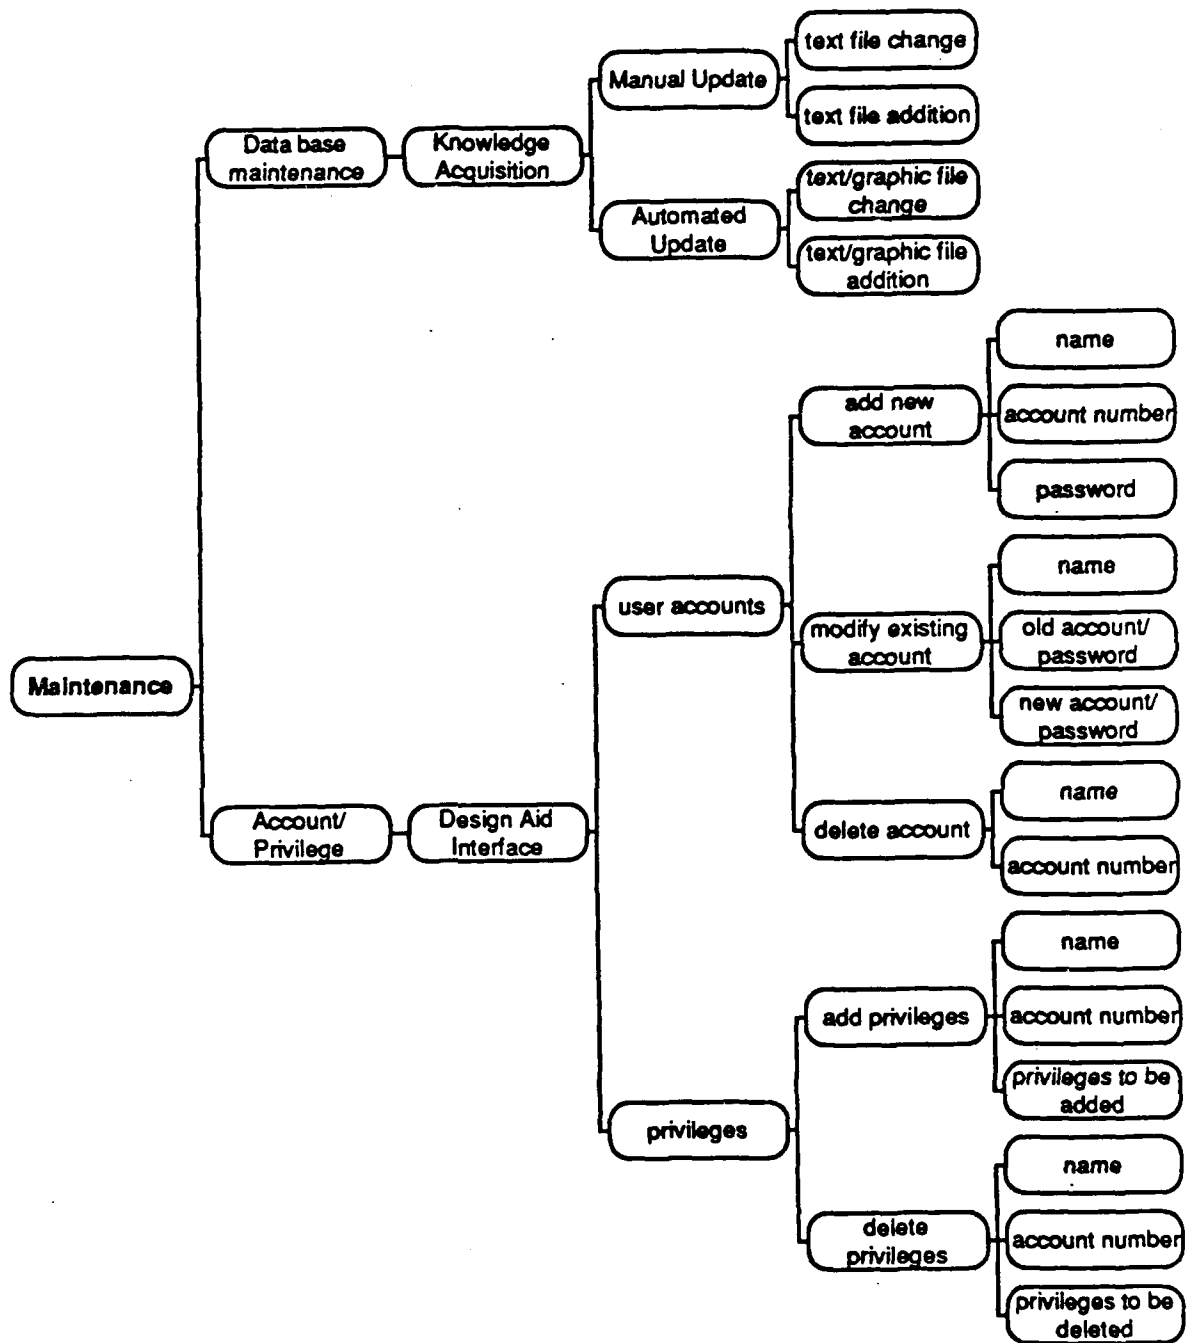 text file change
Manual Update
text file addition
Data base
maintenance
Knowledge
Acquisition
text/graphic file
change
Automated
Update
text/graphic file
addition
name
add new
account
account number
password
name
user accounts
modify existing
account
old account/
password
Maintenance
new account/
password
name
Account/
Privilege
Design Aid
Interface
delete account
account number
name
add privileges
account number
privileges to be
added
privileges
name
delete
privileges
account number
privileges to be
deleted